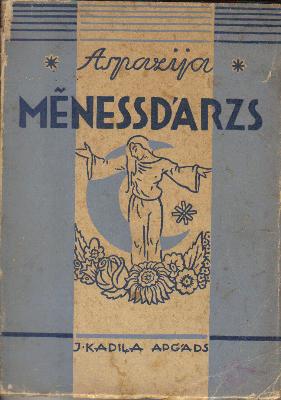 * Aspazija *
MĒNESSDĀRZS
J. KADIĻA APGĀDS